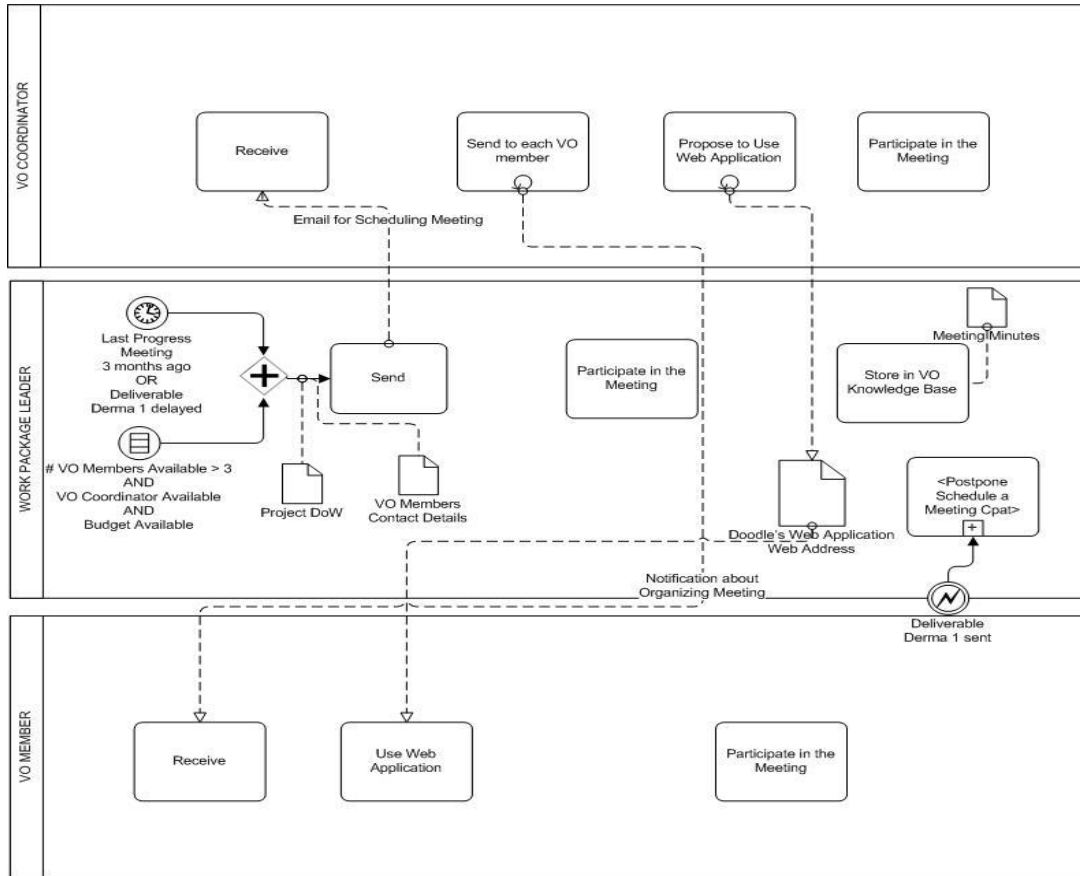 VO COORDINATOR
Receive
Send to each VO
member
Propose to Use
Web Application
Participate in the
Meeting
Email for Scheduling Meeting
WORK PACKAGE LEADER
Last Progress
Meeting
3 months ago
OR
Deliverable
Derma 1 delayed
# VO Members Available > 3
AND
VO Coordinator Available
AND
Budget Available
Send
Project DoW
VO Members
Contact Details
Participate in the
Meeting
Meeting Minutes
Store in VO
Knowledge Base
Doodle's Web Application
Web Address
<Postpone
Schedule a
Meeting Cpat>
Notification about
Organizing Meeting
Deliverable
Derma 1 sent
VO MEMBER
Receive
Use Web
Application
Participate in the
Meeting